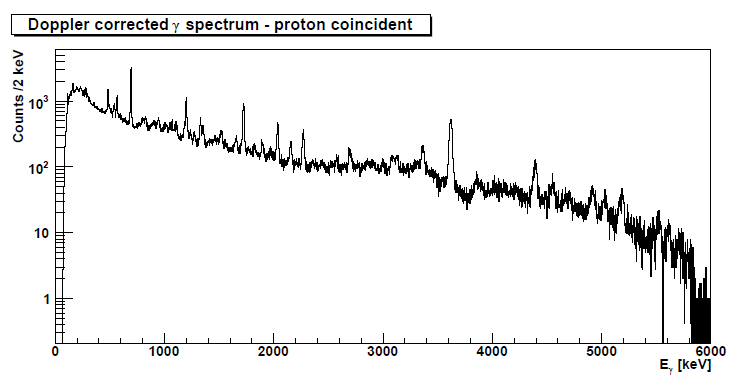 Doppler corrected γ spectrum - proton coincident
Counts /2 keV
10³
10²
10
1
0 1000 2000 3000 4000 5000 6000
Eγ [keV]